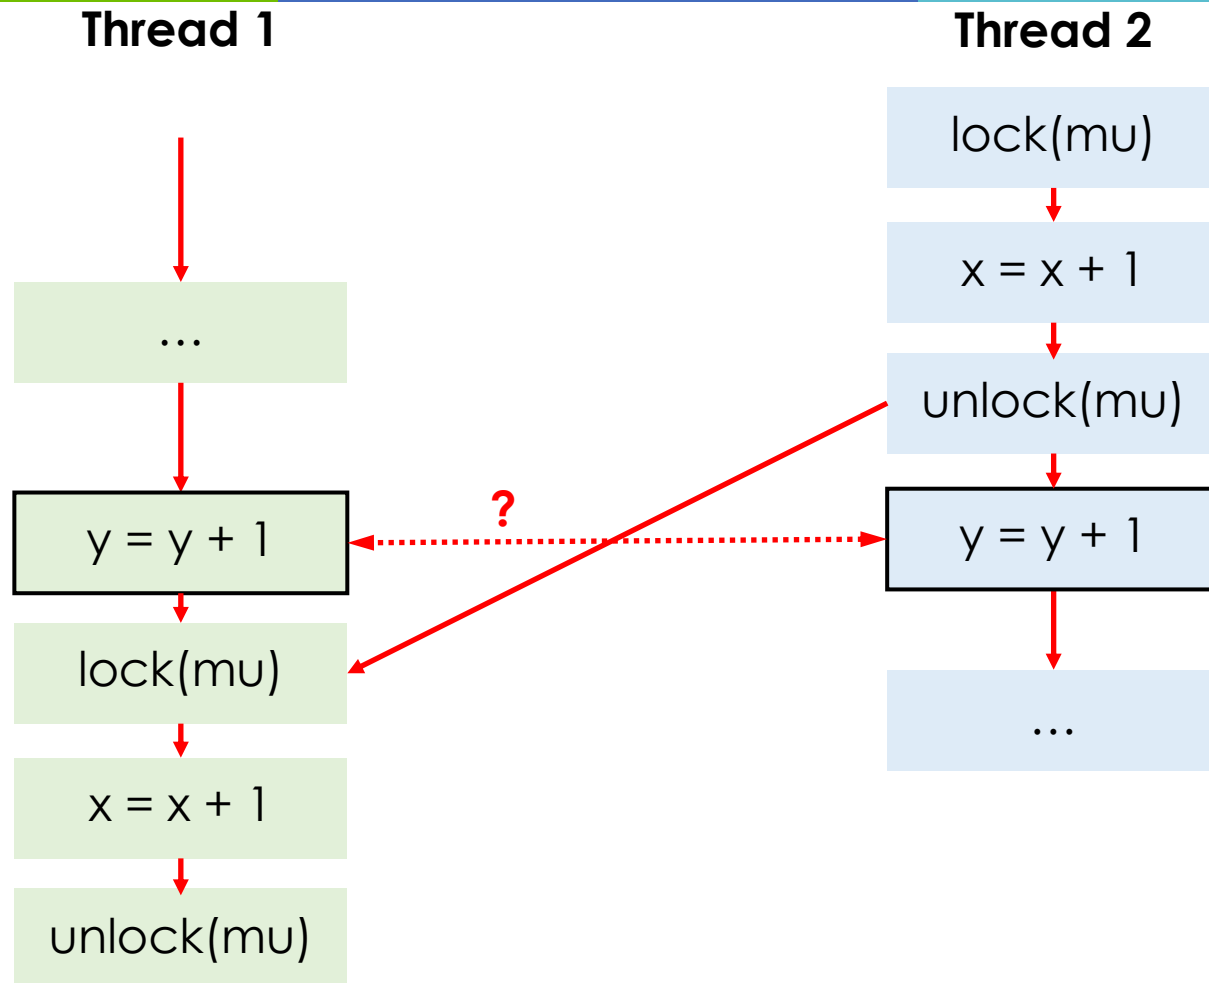 Thread 1
...
y = y + 1
lock(mu)
x = x + 1
unlock(mu)
?
Thread 2
lock(mu)
x = x + 1
unlock(mu)
y = y + 1
...